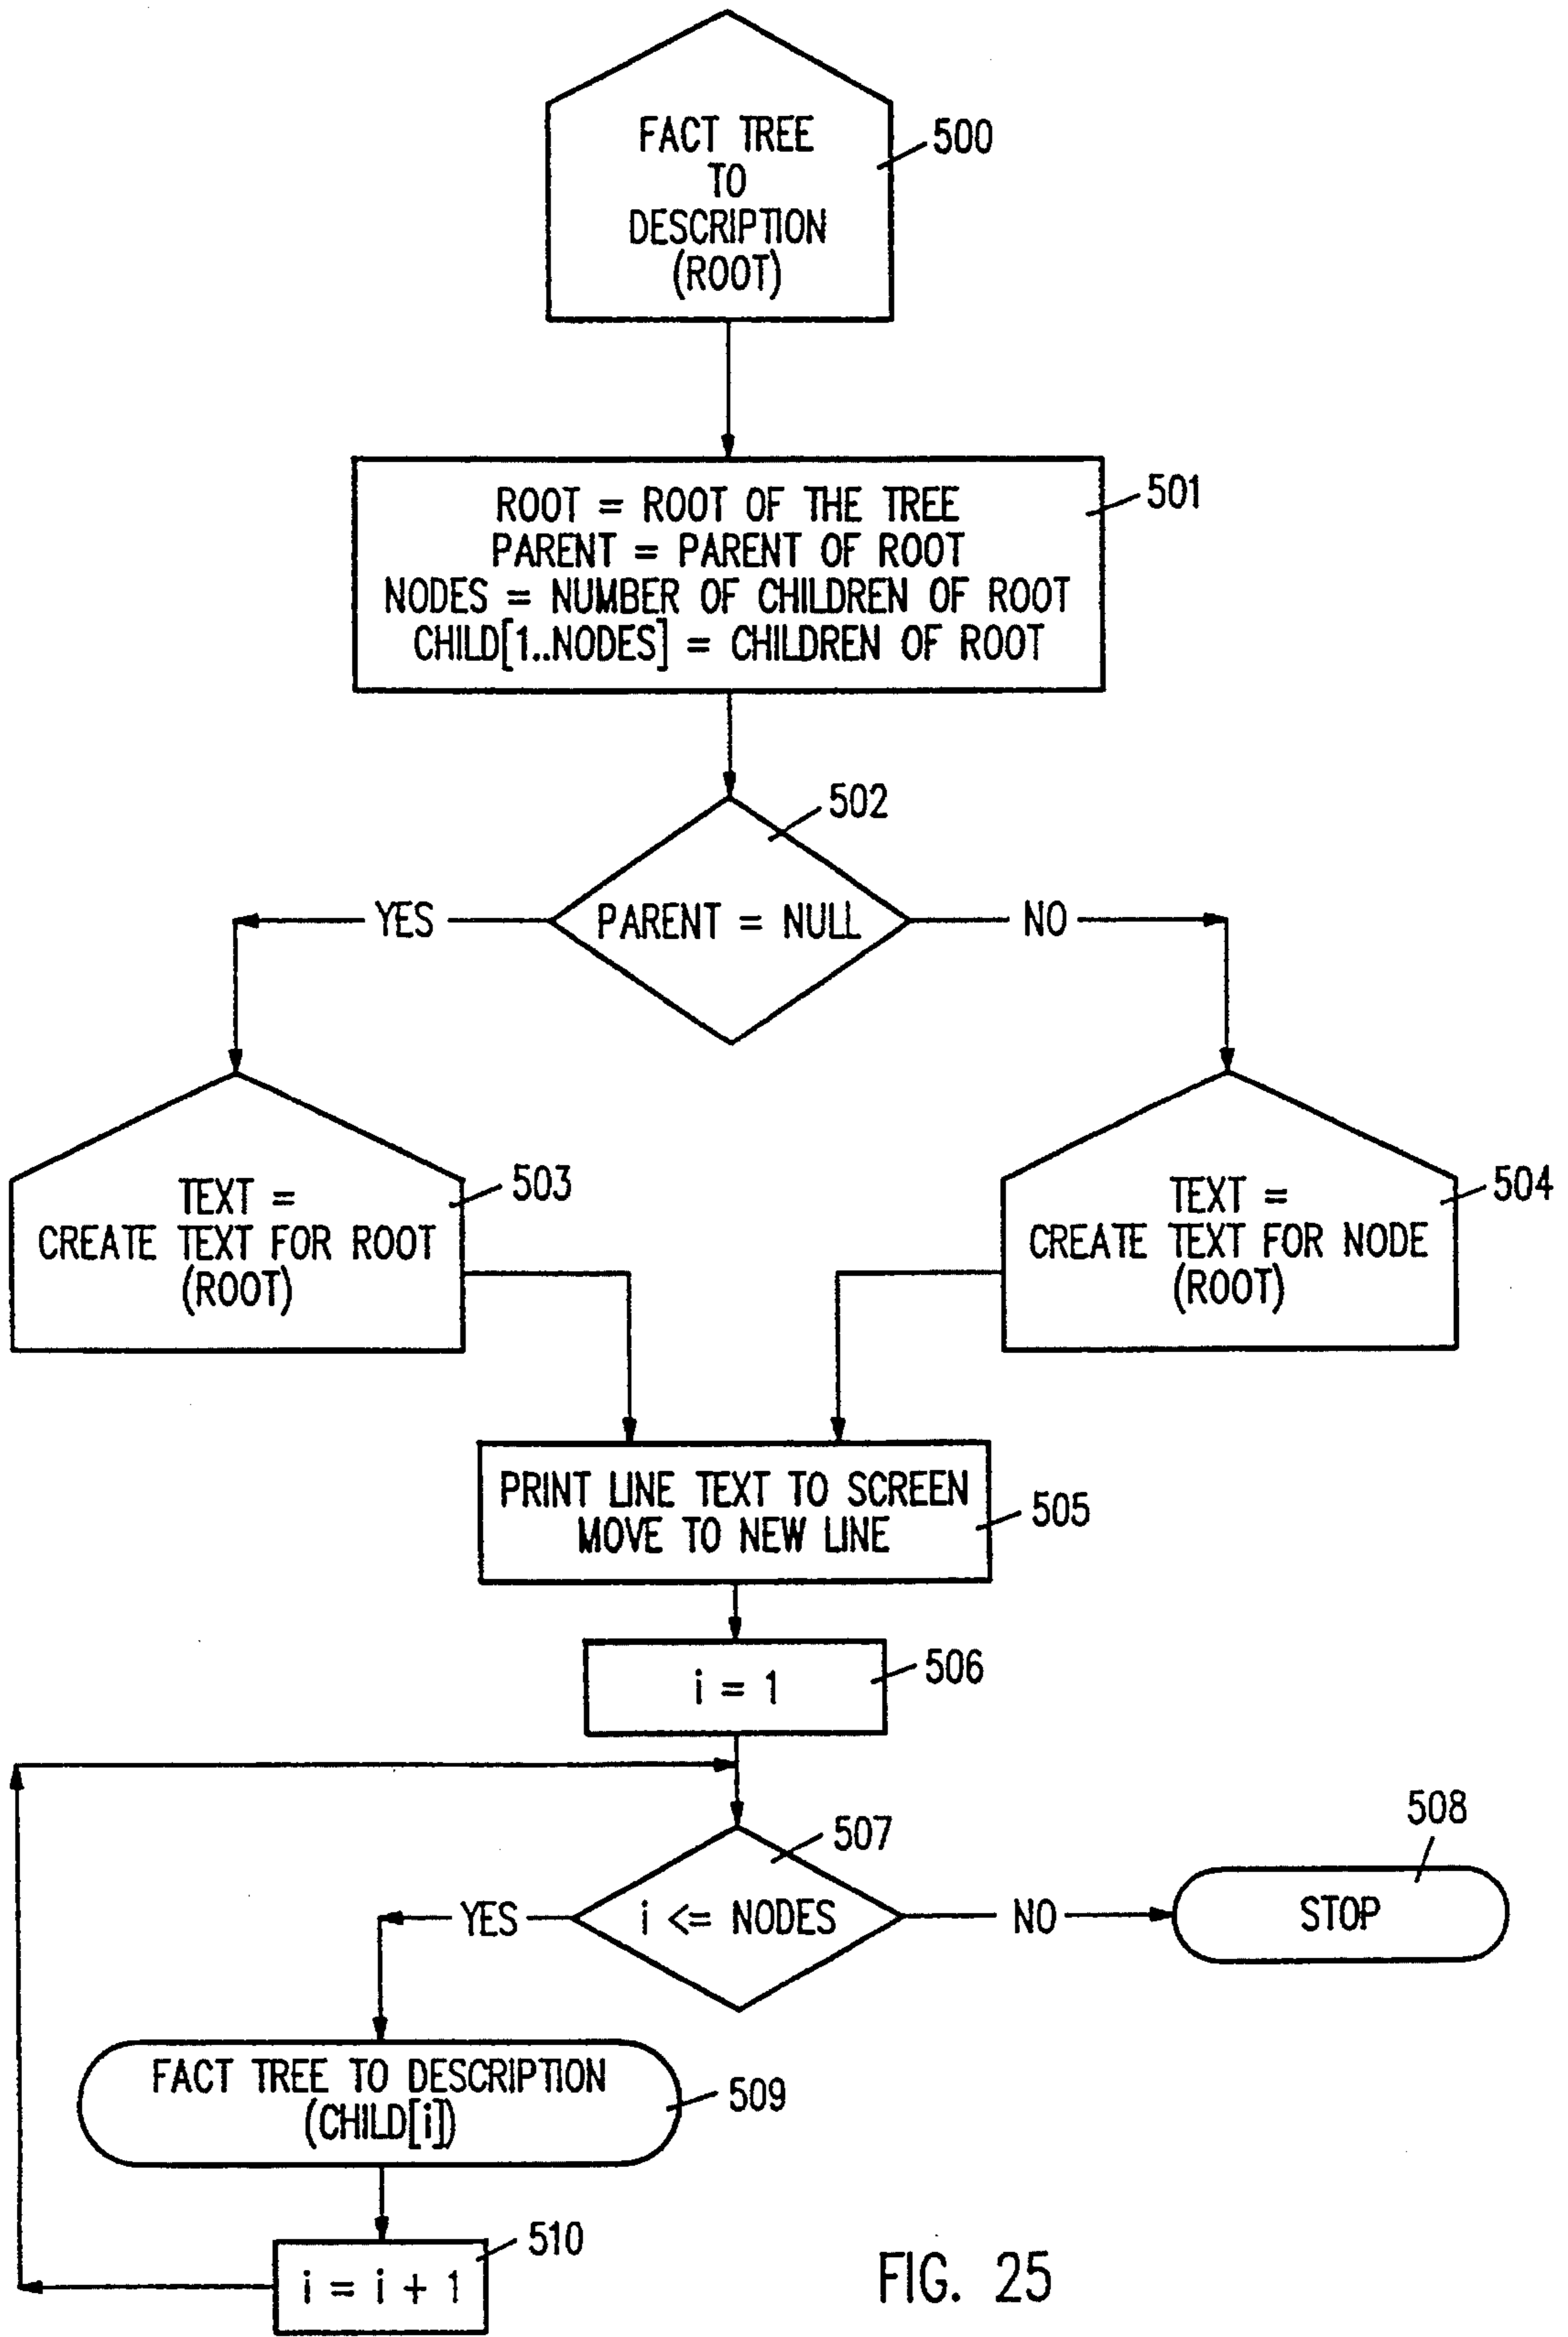 FACT TREE
TO
DESCRIPTION
(ROOT)
500
ROOT = ROOT OF THE TREE
PARENT = PARENT OF ROOT
NODES = NUMBER OF CHILDREN OF ROOT
CHILD[1..NODES] = CHILDREN OF ROOT
501
502
YES
PARENT = NULL
NO
TEXT =
CREATE TEXT FOR ROOT
(ROOT)
503
TEXT =
CREATE TEXT FOR NODE
(ROOT)
504
PRINT LINE TEXT TO SCREEN
MOVE TO NEW LINE
505
i = 1
506
507
YES
i <= NODES
NO
STOP
508
FACT TREE TO DESCRIPTION
(CHILD[i])
509
i = i + 1
510
FIG. 25